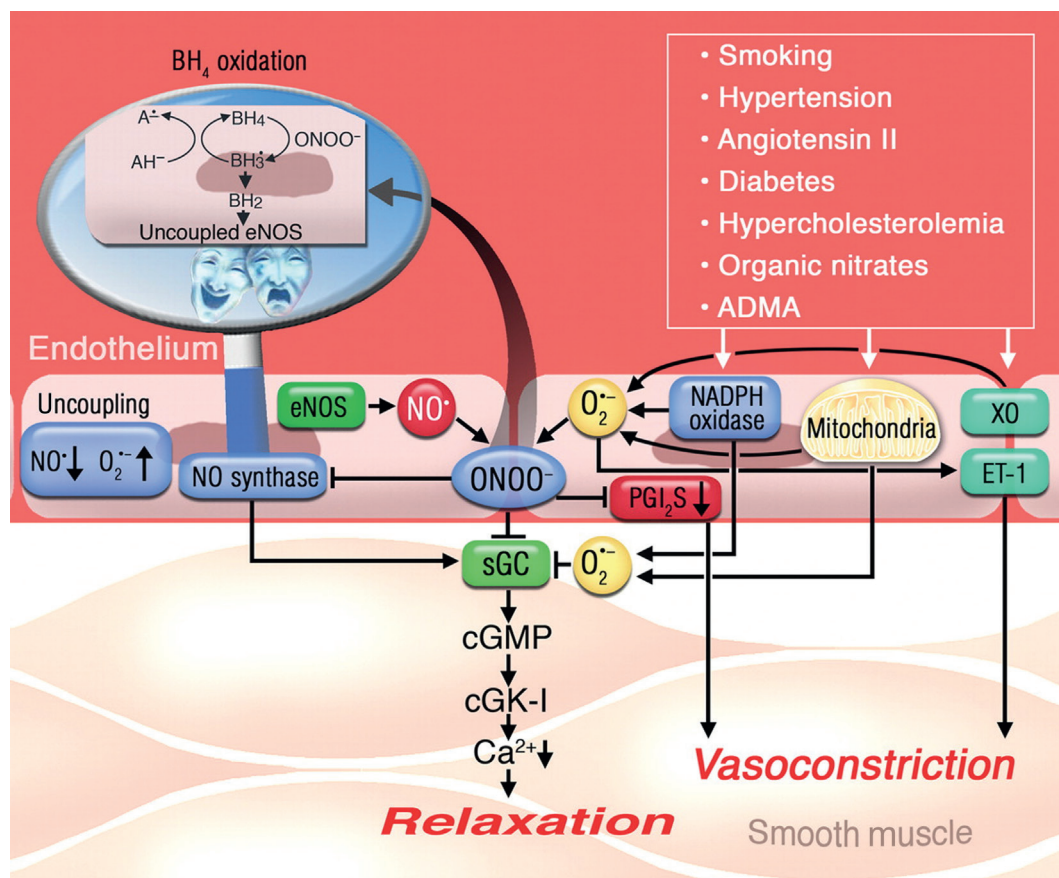 BH₄ oxidation
A•̵
BH₄
ONOO⁻
AH⁻
BH₃•
BH₂
Uncoupled eNOS
• Smoking
• Hypertension
• Angiotensin II
• Diabetes
• Hypercholesterolemia
• Organic nitrates
• ADMA
Endothelium
Uncoupling
NO•↓ O₂•⁻↑
eNOS
NO•
O₂•⁻
NADPH
oxidase
Mitochondria
XO
NO synthase
ONOO⁻
PGI₂S↓
ET-1
sGC
O₂•⁻
cGMP
cGK-I
Ca²⁺↓
Relaxation
Vasoconstriction
Smooth muscle